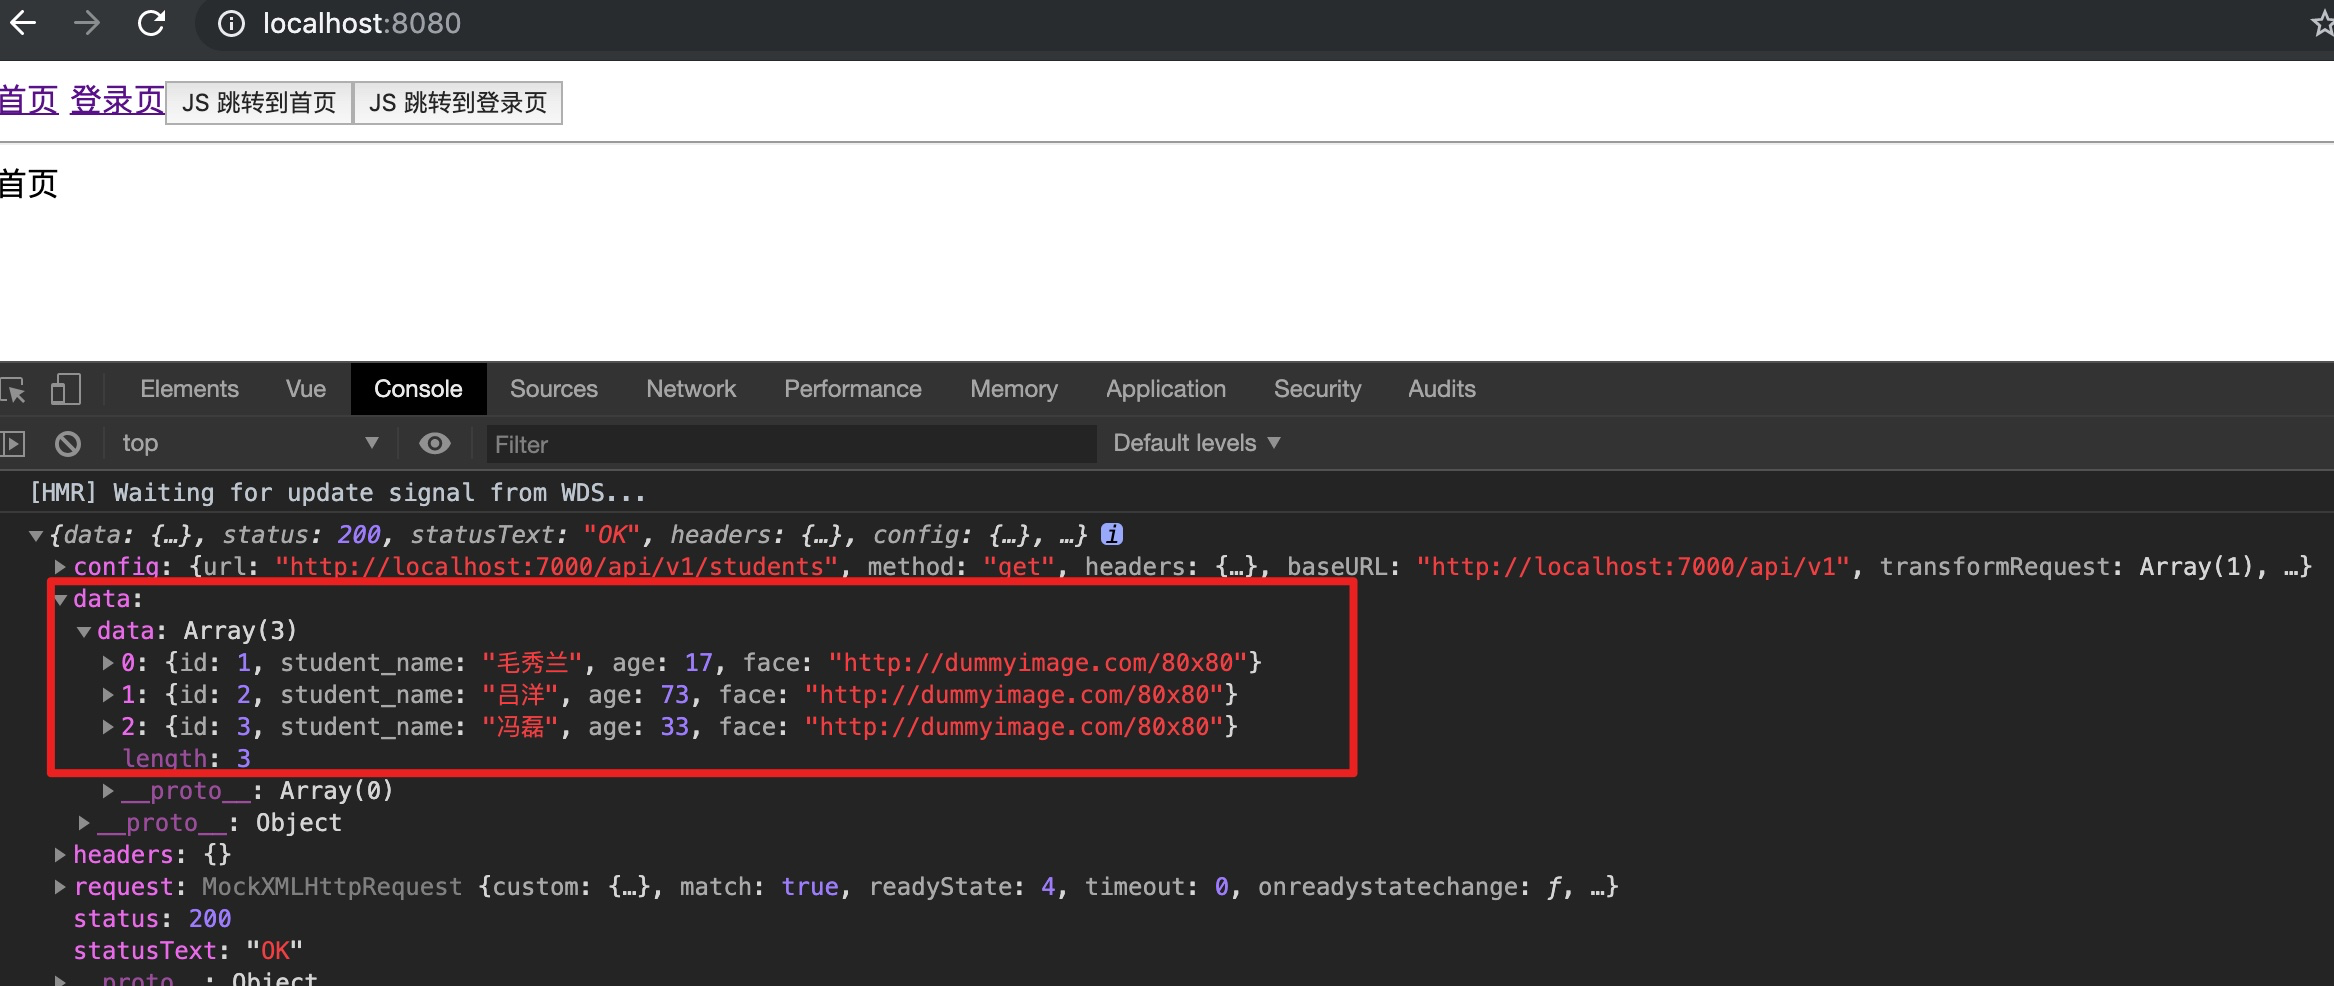 localhost:8080
首页 登录页 JS 跳转到首页 JS 跳转到登录页
首页
Elements Vue Console Sources Network Performance Memory Application Security Audits
top Filter Default levels
[HMR] Waiting for update signal from WDS...
{data: {…}, status: 200, statusText: "OK", headers: {…}, config: {…}, …}
config: {url: "http://localhost:7000/api/v1/students", method: "get", headers: {…}, baseURL: "http://localhost:7000/api/v1", transformRequest: Array(1), …}
data:
data: Array(3)
0: {id: 1, student_name: "毛秀兰", age: 17, face: "http://dummyimage.com/80x80"}
1: {id: 2, student_name: "吕洋", age: 73, face: "http://dummyimage.com/80x80"}
2: {id: 3, student_name: "冯磊", age: 33, face: "http://dummyimage.com/80x80"}
length: 3
__proto__: Array(0)
__proto__: Object
headers: {}
request: MockXMLHttpRequest {custom: {…}, match: true, readyState: 4, timeout: 0, onreadystatechange: ƒ, …}
status: 200
statusText: "OK"
__proto__: Object